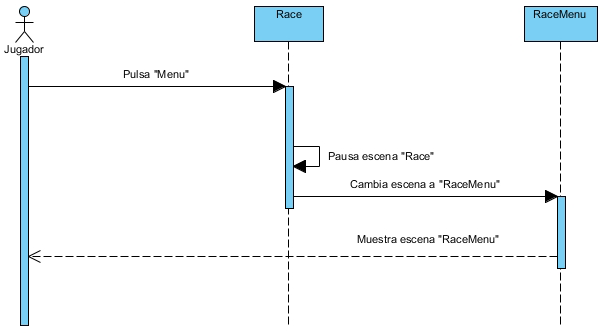 Race
RaceMenu
Jugador
Pulsa "Menu"
Pausa escena "Race"
Cambia escena a "RaceMenu"
Muestra escena "RaceMenu"